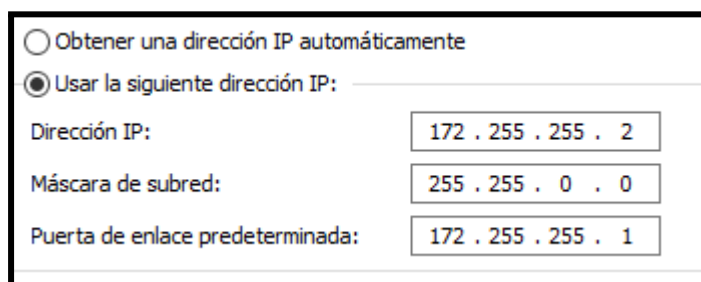 Obtener una dirección IP automáticamente
Usar la siguiente dirección IP:
Dirección IP: 172 . 255 . 255 . 2
Máscara de subred: 255 . 255 . 0 . 0
Puerta de enlace predeterminada: 172 . 255 . 255 . 1